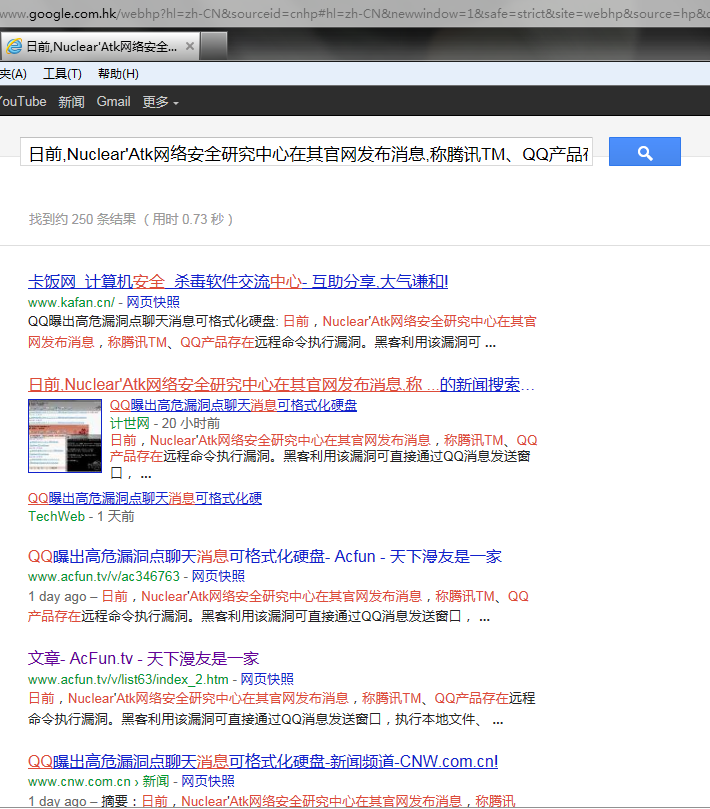 www.google.com.hk/webhp?hl=zh-CN&sourceid=cnhp#hl=zh-CN&newwindow=1&safe=strict&site=webhp&source=hp&
日前,Nuclear'Atk网络安全...
夹(A) 工具(T) 帮助(H)
YouTube 新闻 Gmail 更多
日前,Nuclear'Atk网络安全研究中心在其官网发布消息,称腾讯TM、QQ产品存
找到约 250 条结果 （用时 0.73 秒）
卡饭网_计算机安全_杀毒软件交流中心- 互助分享,大气谦和!
www.kafan.cn/ - 网页快照
QQ曝出高危漏洞点聊天消息可格式化硬盘: 日前，Nuclear'Atk网络安全研究中心在其官
网发布消息，称腾讯TM、QQ产品存在远程命令执行漏洞。黑客利用该漏洞可 ...
日前,Nuclear'Atk网络安全研究中心在其官网发布消息,称 ...的新闻搜索...
QQ曝出高危漏洞点聊天消息可格式化硬盘
计世网 - 20 小时前
日前，Nuclear'Atk网络安全研究中心在其官网发布消息，称腾讯TM、QQ
产品存在远程命令执行漏洞。黑客利用该漏洞可直接通过QQ消息发送窗
口， ...
QQ曝出高危漏洞点聊天消息可格式化硬
TechWeb - 1 天前
QQ曝出高危漏洞点聊天消息可格式化硬盘- Acfun - 天下漫友是一家
www.acfun.tv/v/ac346763 - 网页快照
1 day ago – 日前，Nuclear'Atk网络安全研究中心在其官网发布消息，称腾讯TM、QQ
产品存在远程命令执行漏洞。黑客利用该漏洞可直接通过QQ消息发送窗口， ...
文章- AcFun.tv - 天下漫友是一家
www.acfun.tv/v/list63/index_2.htm - 网页快照
日前，Nuclear'Atk网络安全研究中心在其官网发布消息，称腾讯TM、QQ产品存在远程
命令执行漏洞。黑客利用该漏洞可直接通过QQ消息发送窗口，执行本地文件、 ...
QQ曝出高危漏洞点聊天消息可格式化硬盘-新闻频道-CNW.com.cn!
www.cnw.com.cn › 新闻 - 网页快照
1 day ago – 摘要：日前，Nuclear'Atk网络安全研究中心在其官网发布消息，称腾讯